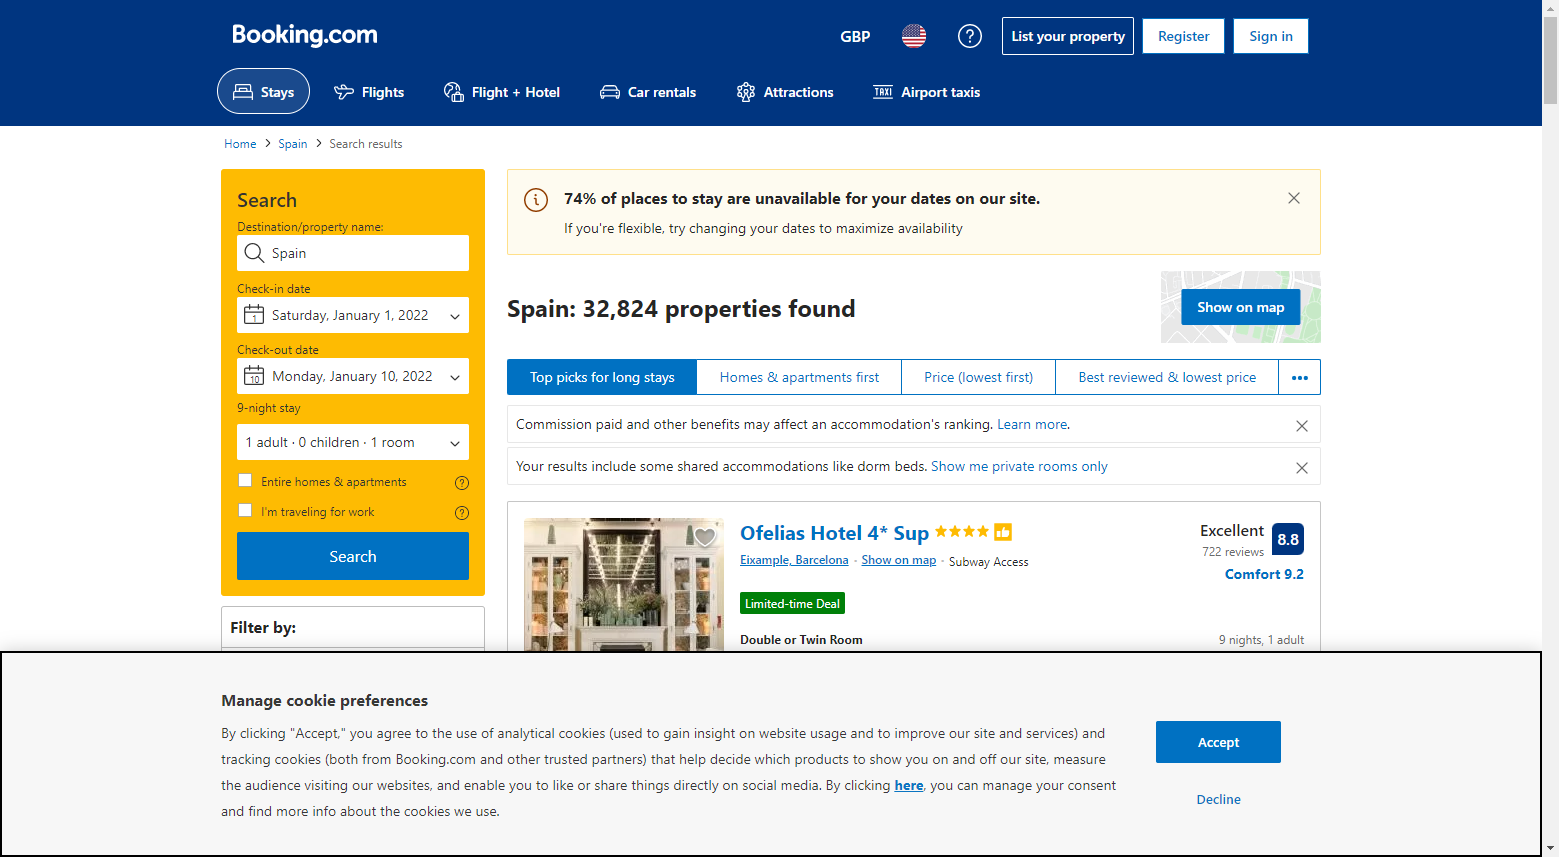 Booking.com
GBP
List your property
Register
Sign in
Stays
Flights
Flight + Hotel
Car rentals
Attractions
TAXI
Airport taxis
Home > Spain > Search results
Search
Destination/property name:
Spain
Check-in date
1
Saturday, January 1, 2022
Check-out date
10
Monday, January 10, 2022
9-night stay
1 adult · 0 children · 1 room
Entire homes & apartments
I'm traveling for work
Search
Filter by:
74% of places to stay are unavailable for your dates on our site.
If you're flexible, try changing your dates to maximize availability
Spain: 32,824 properties found
Show on map
Top picks for long stays
Homes & apartments first
Price (lowest first)
Best reviewed & lowest price
Commission paid and other benefits may affect an accommodation's ranking. Learn more.
Your results include some shared accommodations like dorm beds. Show me private rooms only
Ofelias Hotel 4* Sup
Eixample, Barcelona · Show on map · Subway Access
Limited-time Deal
Double or Twin Room
Excellent
722 reviews
8.8
Comfort 9.2
9 nights, 1 adult
Manage cookie preferences
By clicking "Accept," you agree to the use of analytical cookies (used to gain insight on website usage and to improve our site and services) and
tracking cookies (both from Booking.com and other trusted partners) that help decide which products to show you on and off our site, measure
the audience visiting our websites, and enable you to like or share things directly on social media. By clicking here, you can manage your consent
and find more info about the cookies we use.
Accept
Decline